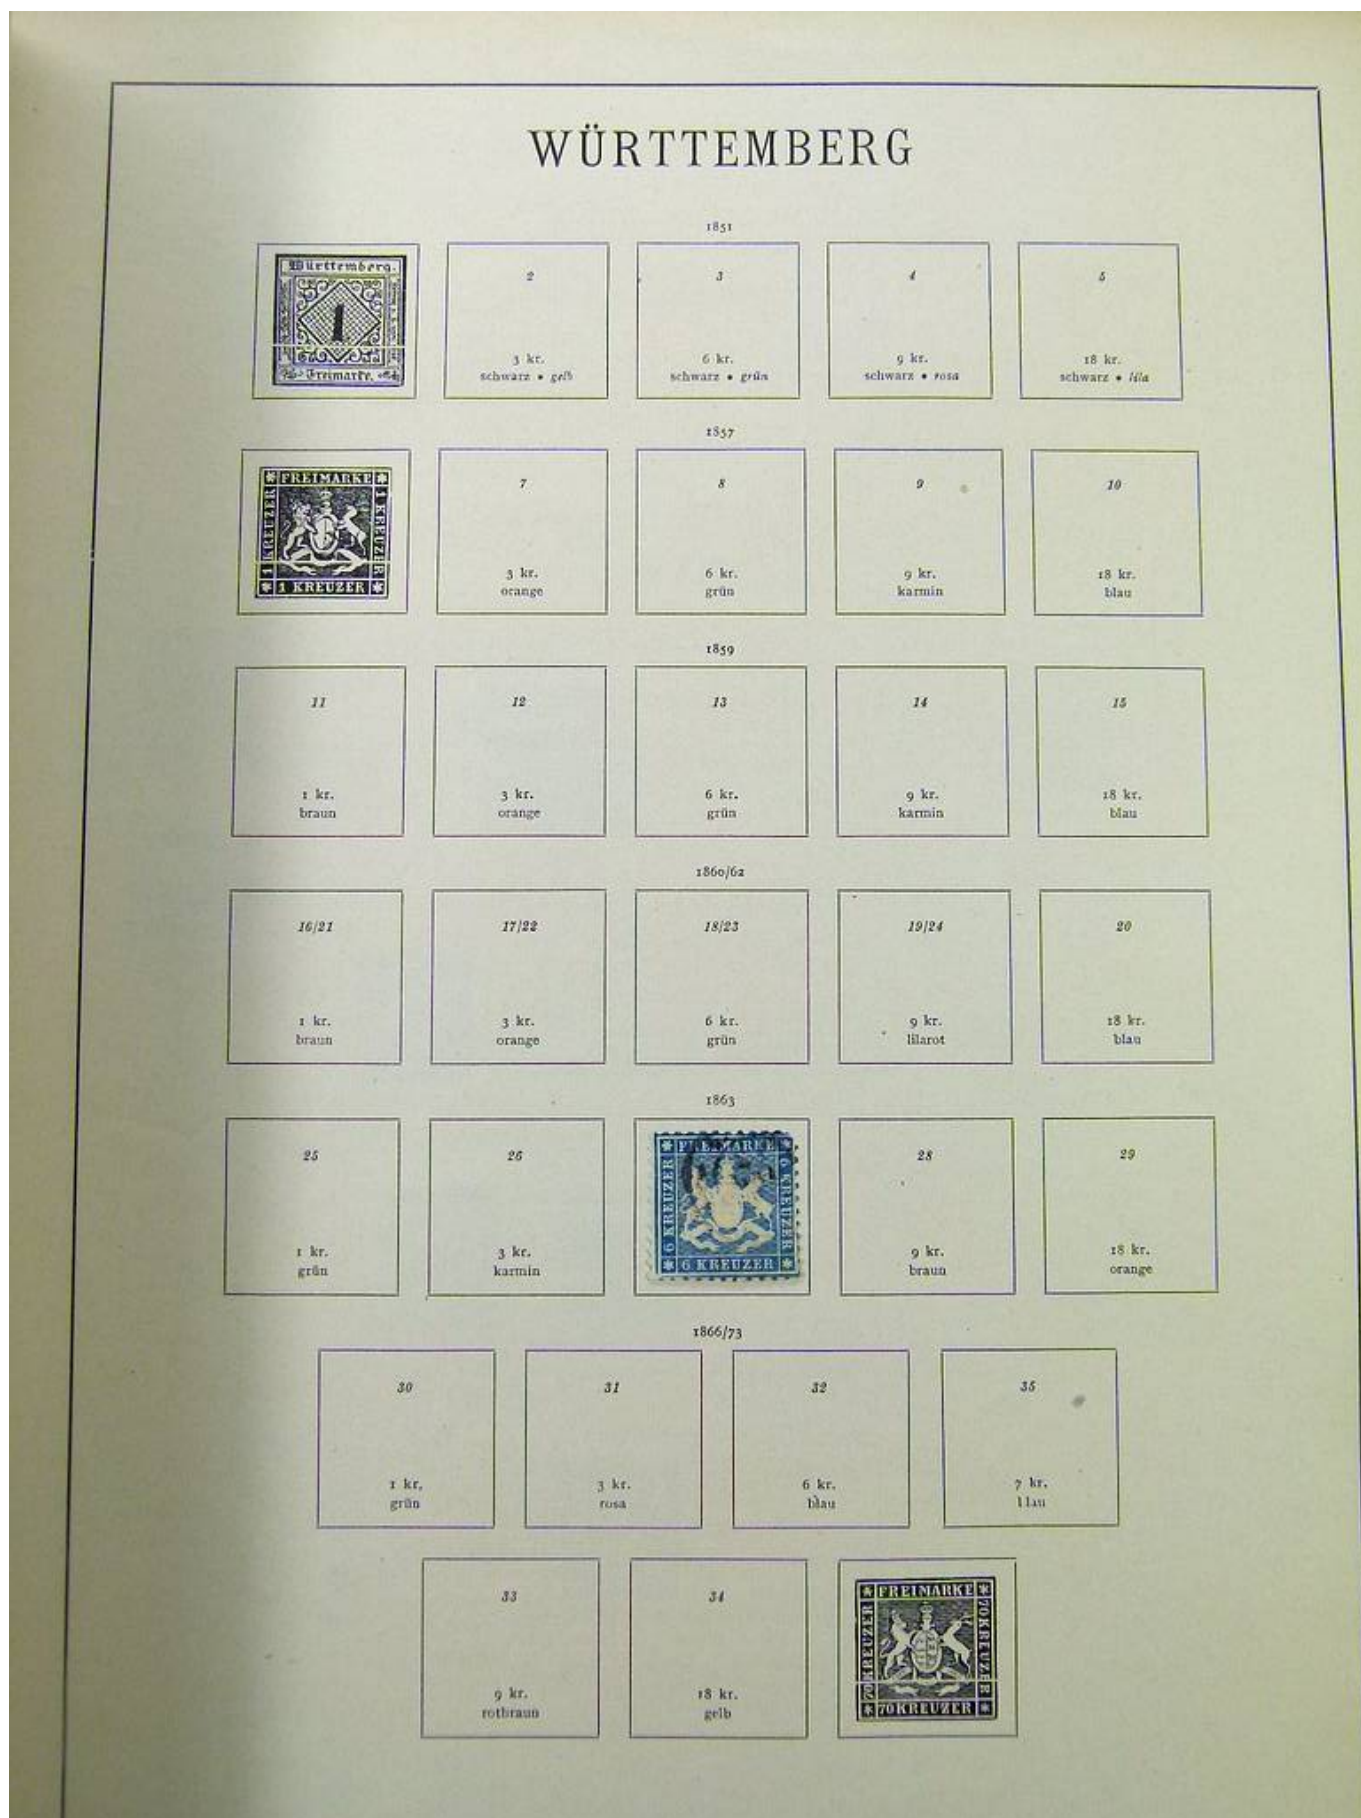 WÜRTTEMBERG
1851
Württemberg.
1
Freimarke.
2
3 kr.
schwarz • gelb
3
6 kr.
schwarz • grün
4
9 kr.
schwarz • rosa
5
18 kr.
schwarz • lila
1857
FREIMARKE
1 KREUZER
1 KREUZER
1 KREUZER
7
3 kr.
orange
8
6 kr.
grün
9
9 kr.
karmin
10
18 kr.
blau
1859
11
1 kr.
braun
12
3 kr.
orange
13
6 kr.
grün
14
9 kr.
karmin
15
18 kr.
blau
1860/62
16/21
1 kr.
braun
17/22
3 kr.
orange
18/23
6 kr.
grün
19/24
9 kr.
lilarot
20
18 kr.
blau
1863
25
1 kr.
grün
26
3 kr.
karmin
FREIMARKE
6 KREUZER
6 KREUZER
6 KREUZER
28
9 kr.
braun
29
18 kr.
orange
1866/73
30
1 kr.
grün
31
3 kr.
rosa
32
6 kr.
blau
35
7 kr.
blau
33
9 kr.
rotbraun
34
18 kr.
gelb
FREIMARKE
70 KREUZER
70 KREUZER
70 KREUZER